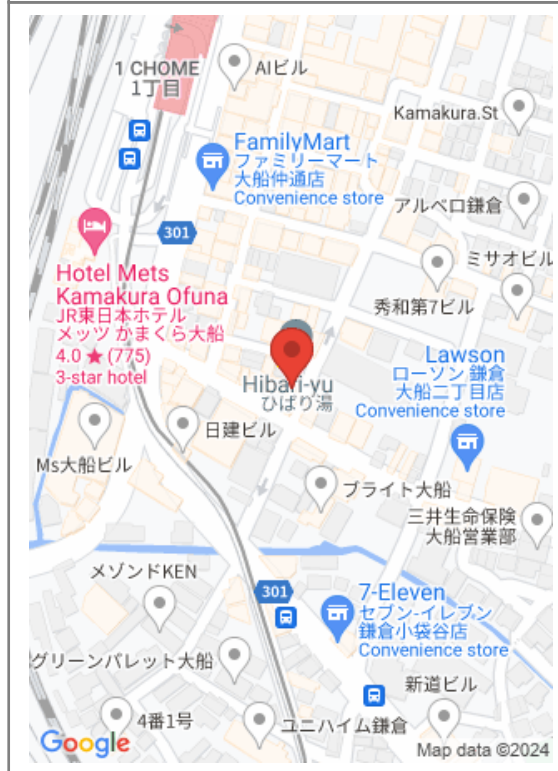 1 CHOME
1丁目
AIビル
Kamakura.St
FamilyMart
ファミリーマート
大船仲通店
Convenience store
アルベロ鎌倉
301
ミサオビル
Hotel Mets
Kamakura Ofuna
JR東日本ホテル
メッツ かまくら大船
4.0 ★ (775)
3-star hotel
秀和第7ビル
Lawson
ローソン 鎌倉
大船二丁目店
Convenience store
Hibari-yu
ひばり湯
日建ビル
Ms大船ビル
ブライト大船
三井生命保険
大船営業部
メゾンドKEN
301
7-Eleven
セブン-イレブン
鎌倉小袋谷店
Convenience store
グリーンパレット大船
新道ビル
4番1号
ユニハイム鎌倉
Google
Map data ©2024